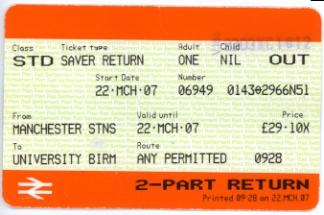 Class Ticket type Adult Child
STD SAVER RETURN ONE NIL OUT
Start Date Number
22·MCH·07 06949 0143⌀2966N51
From Valid until Price
MANCHESTER STNS 22·MCH·07 £29·10X
To Route
UNIVERSITY BIRM ANY PERMITTED 0928
2-PART RETURN
Printed 09·28 on 22.MCH.07